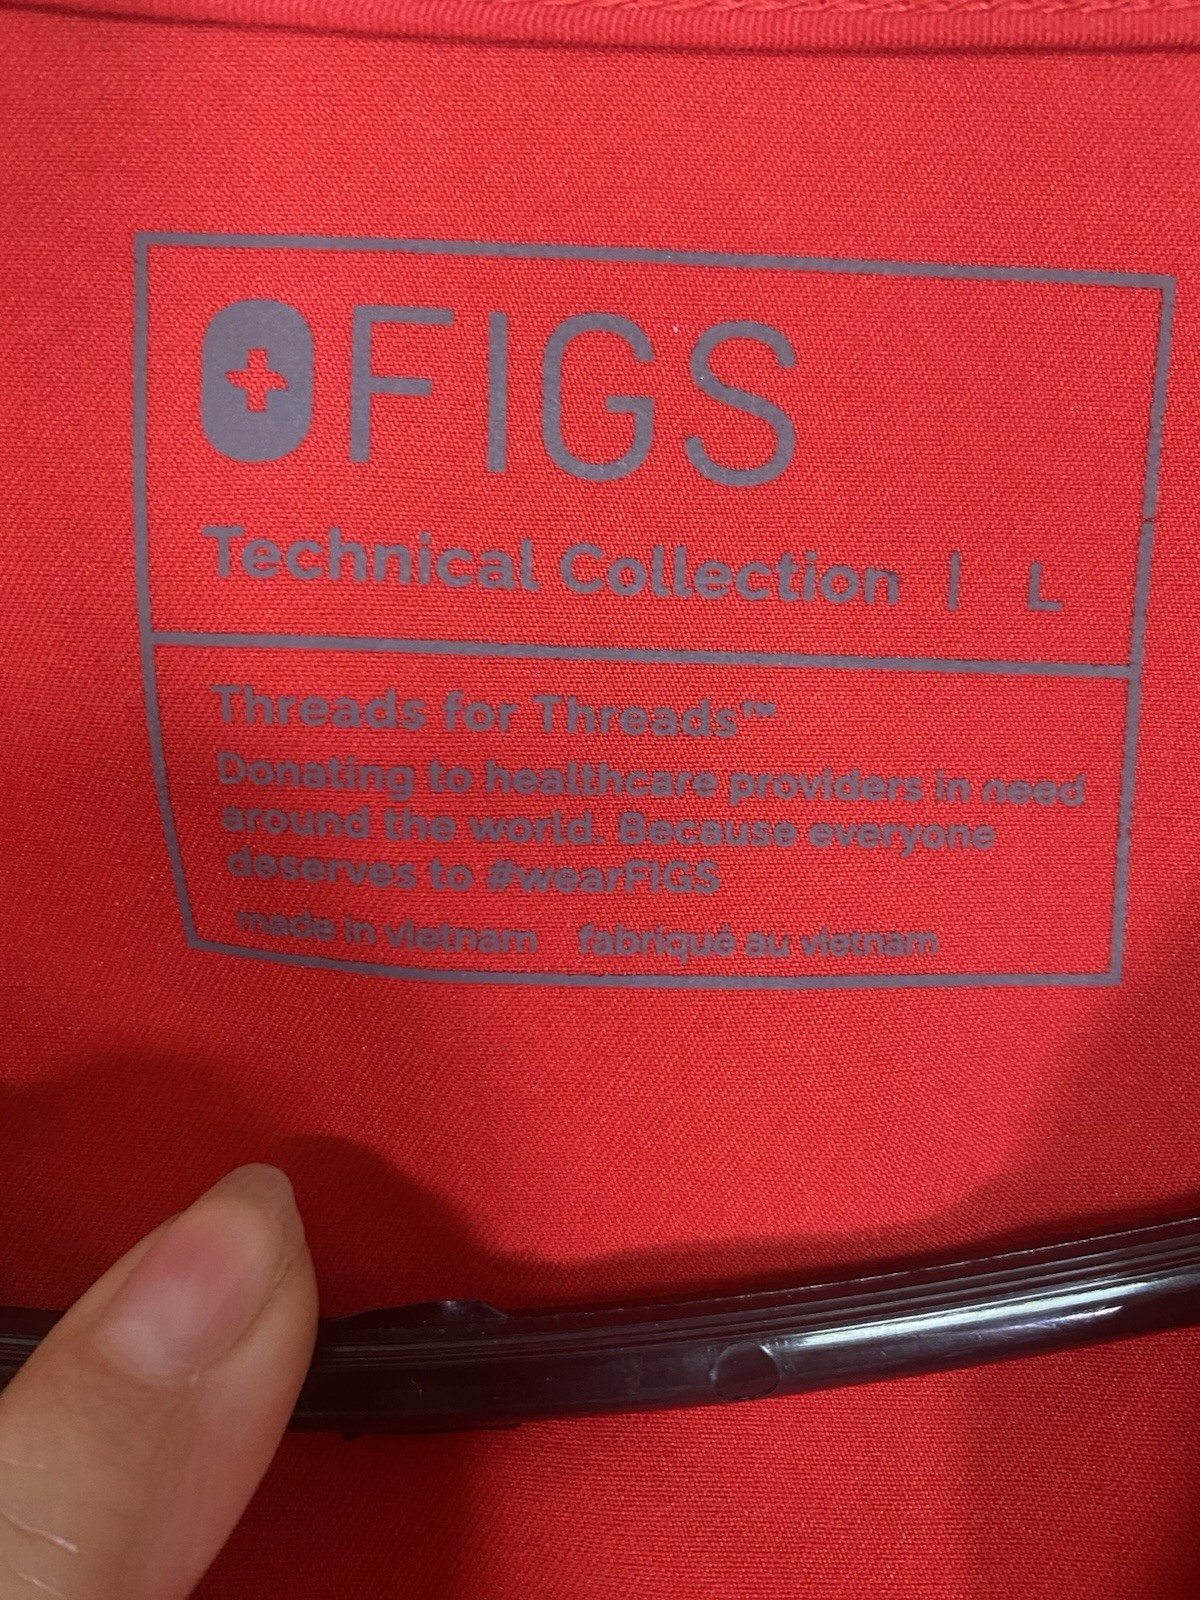 FIGS
Technical Collection | L
Threads for Threads™
Donating to healthcare providers in need
around the world. Because everyone
deserves to #wearFIGS
made in vietnam fabriqué au vietnam